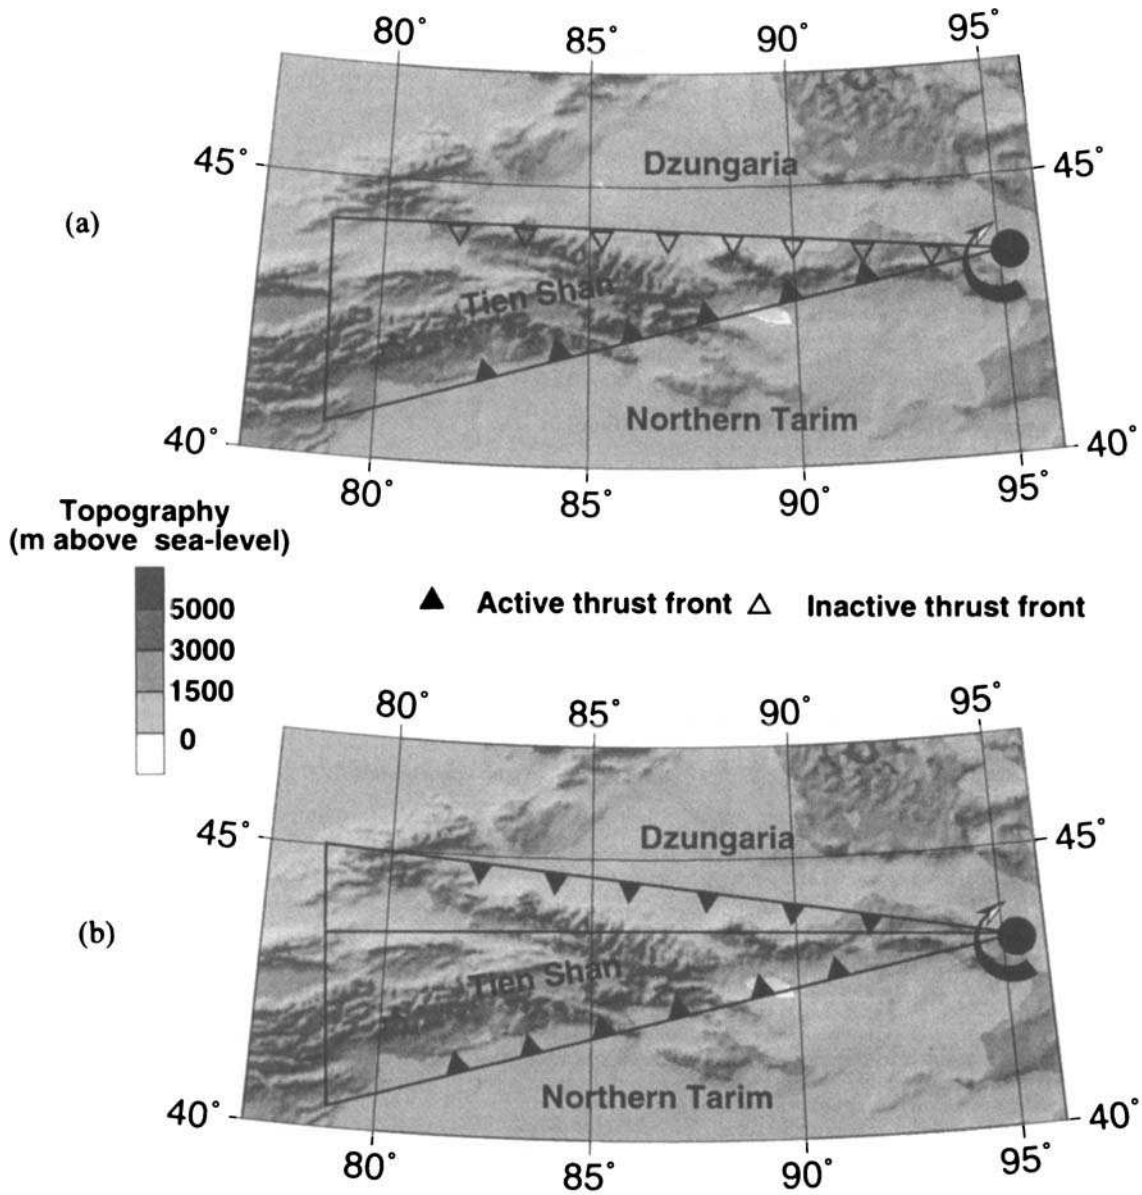 80° 85° 90° 95°
45° Dzungaria 45°
(a)
Tien Shan
Northern Tarim
40° 40°
80° 85° 90° 95°
Topography
(m above sea-level)
5000
3000
1500
0
Active thrust front Inactive thrust front
80° 85° 90° 95°
45° Dzungaria 45°
(b)
Tien Shan
Northern Tarim
40° 40°
80° 85° 90° 95°